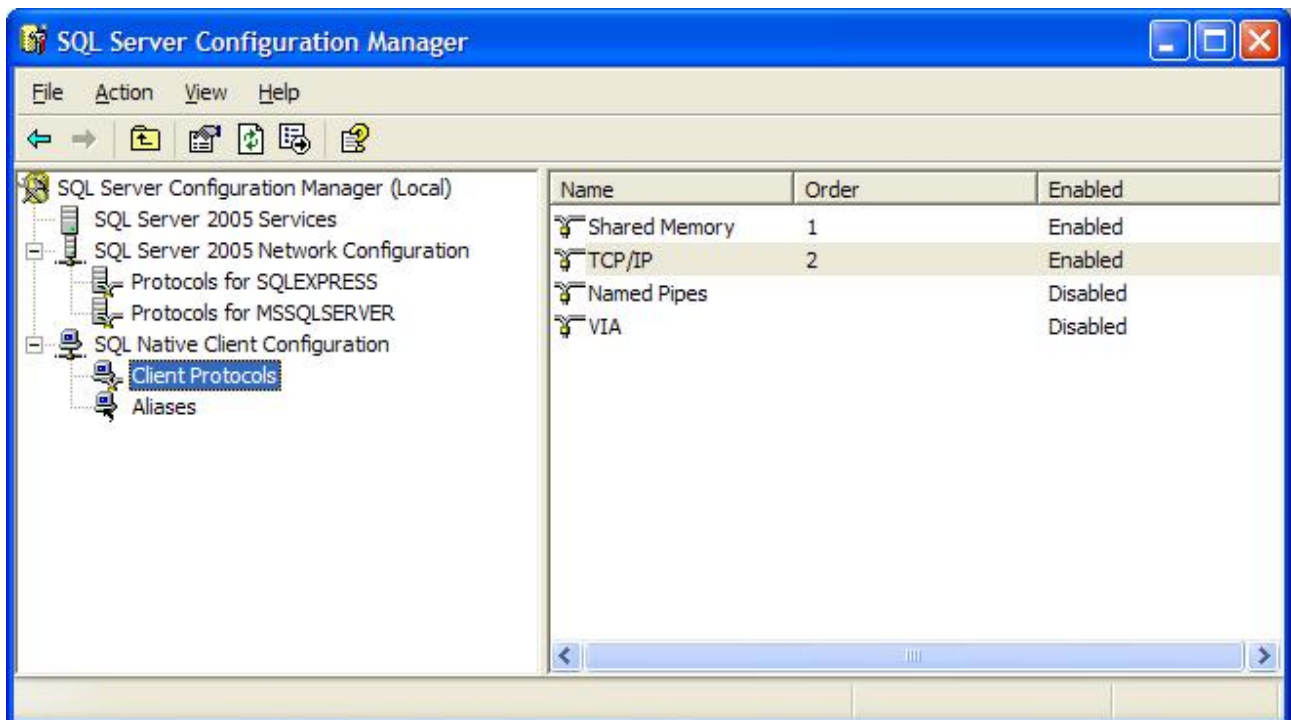 SQL Server Configuration Manager
File Action View Help
SQL Server Configuration Manager (Local)
SQL Server 2005 Services
SQL Server 2005 Network Configuration
Protocols for SQLEXPRESS
Protocols for MSSQLSERVER
SQL Native Client Configuration
Client Protocols
Aliases
Name Order Enabled
Shared Memory 1 Enabled
TCP/IP 2 Enabled
Named Pipes Disabled
VIA Disabled